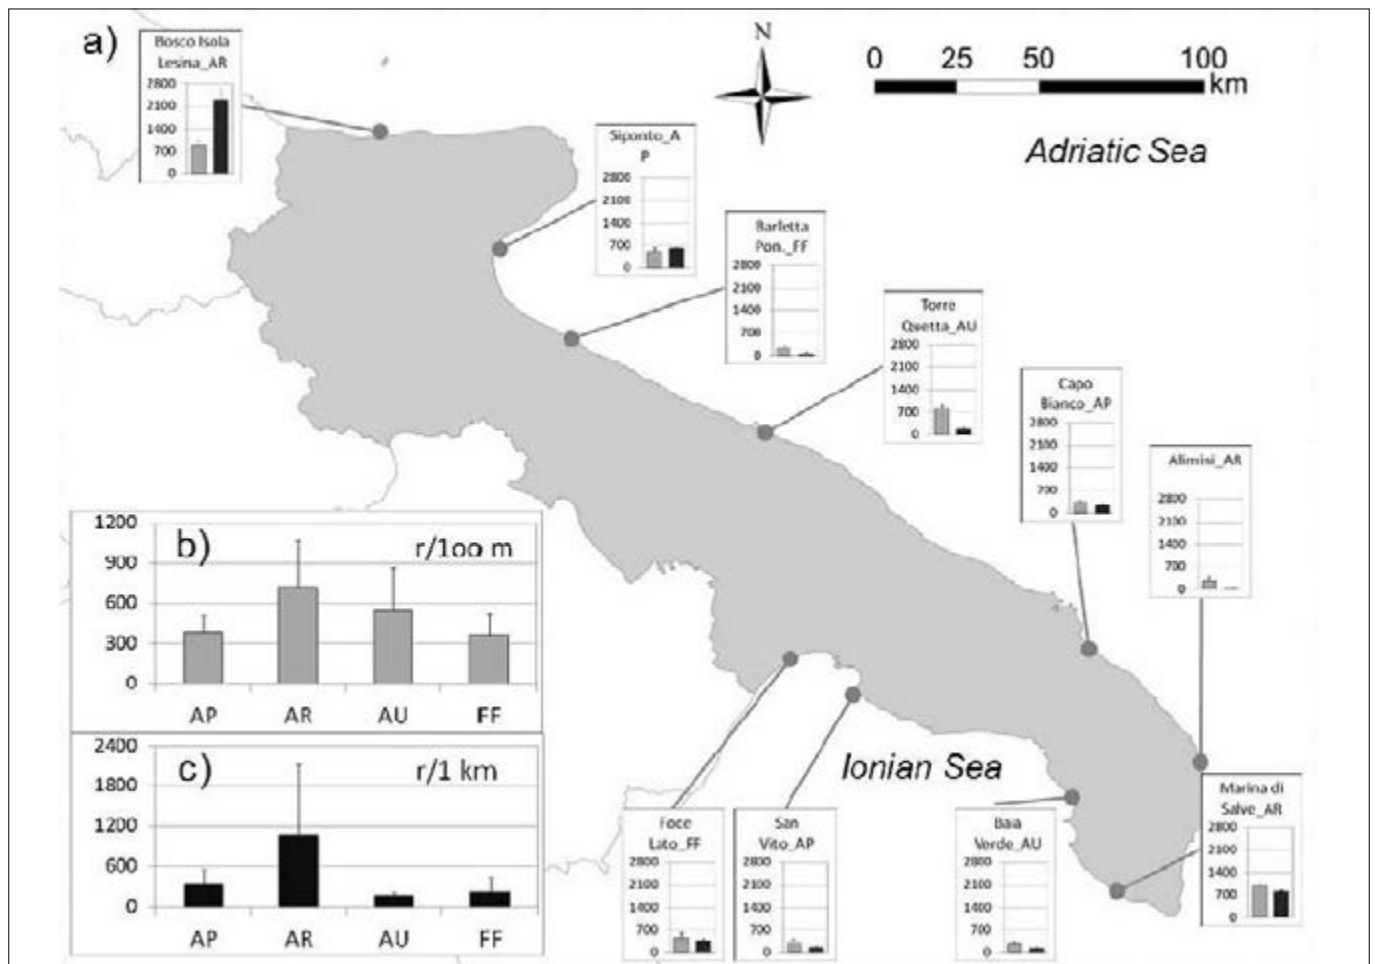 a)
Bosco Isola
Lesina_AR
2800
2100
1400
700
0
N
0 25 50 100
km
Adriatic Sea
Siponto_A
P
2800
2100
1400
700
0
Barletta
Pon._FF
2800
2100
1400
700
0
Torre
Quetta_AU
2800
2100
1400
700
0
Capo
Bianco_AP
2800
2100
1400
700
0
Alimisi_AR
2800
2100
1400
700
0
b) r/1oo m
1200
900
600
300
0
AP AR AU FF
c) r/1 km
2400
1800
1200
600
0
AP AR AU FF
Ionian Sea
Foce
Lato_FF
2800
2100
1400
700
0
San
Vito_AP
2800
2100
1400
700
0
Baia
Verde_AU
2800
2100
1400
700
0
Marina di
Salve_AR
2800
2100
1400
700
0